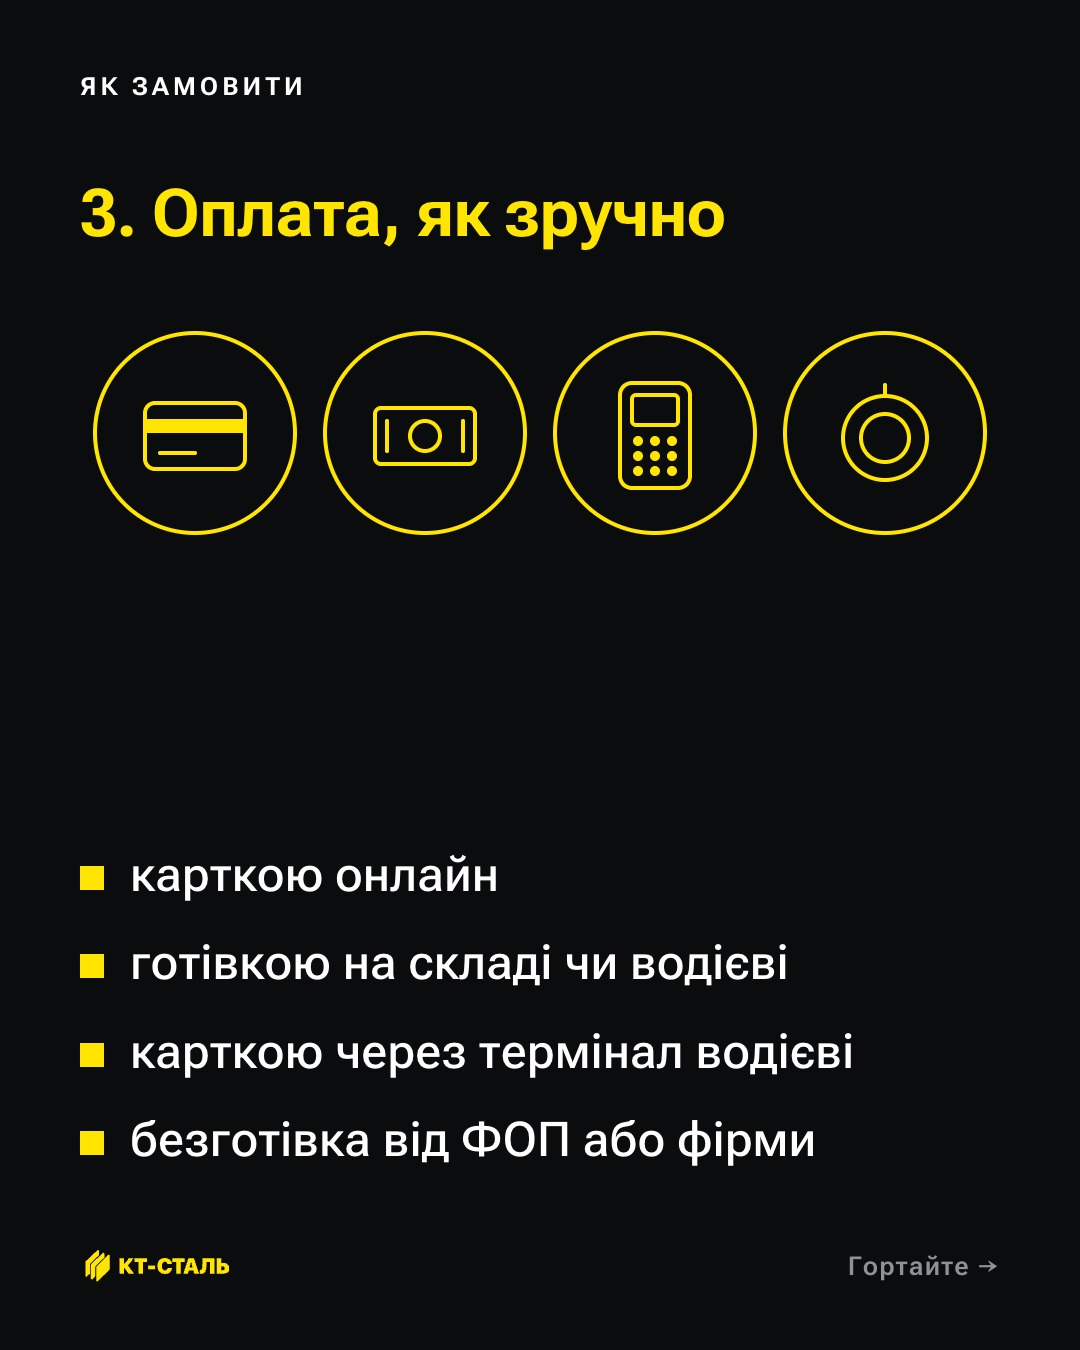 ЯК ЗАМОВИТИ
3. Оплата, як зручно
карткою онлайн
готівкою на складі чи водієві
карткою через термінал водієві
безготівка від ФОП або фірми
КТ-СТАЛЬ
Гортайте →